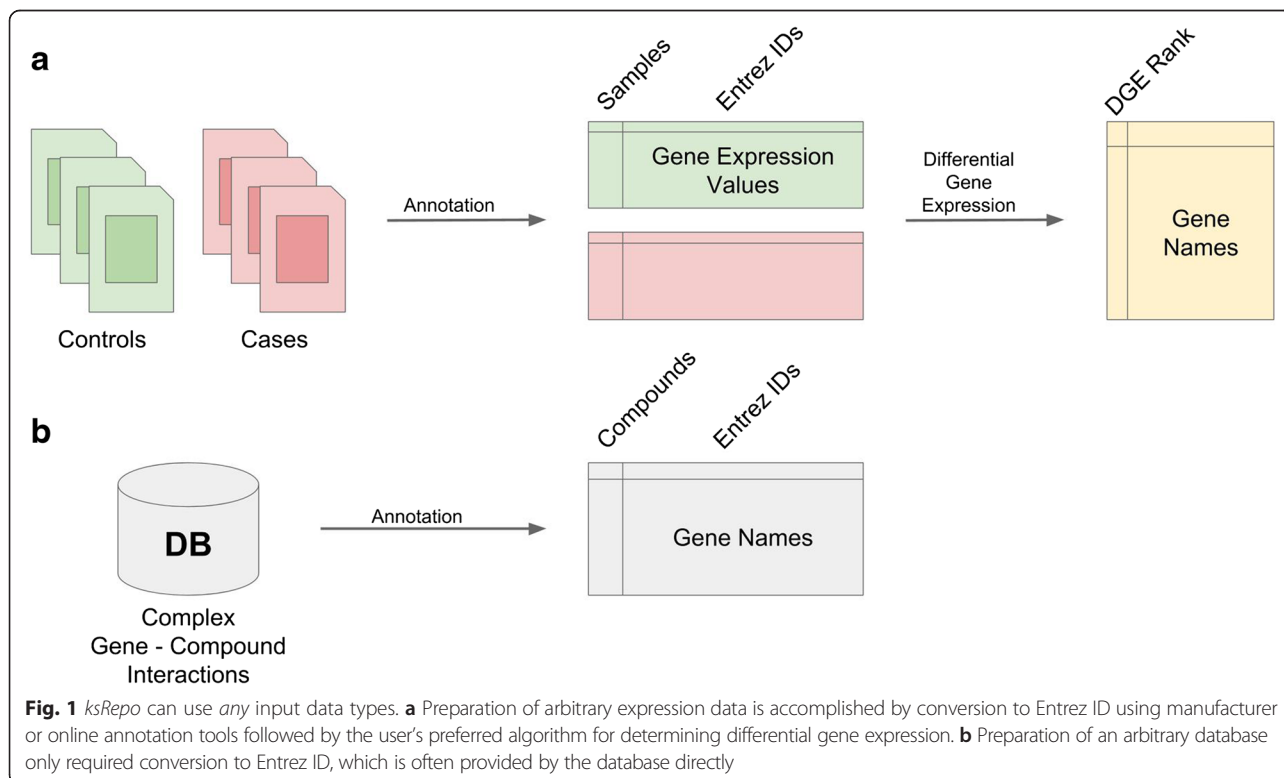 a
Samples
Entrez IDs
DGE Rank
Gene Expression
Values
Differential
Gene
Expression
Annotation
Gene
Names
Controls
Cases
b
Compounds
Entrez IDs
DB
Annotation
Gene Names
Complex
Gene - Compound
Interactions
Fig. 1 ksRepo can use any input data types. a Preparation of arbitrary expression data is accomplished by conversion to Entrez ID using manufacturer
or online annotation tools followed by the user's preferred algorithm for determining differential gene expression. b Preparation of an arbitrary database
only required conversion to Entrez ID, which is often provided by the database directly